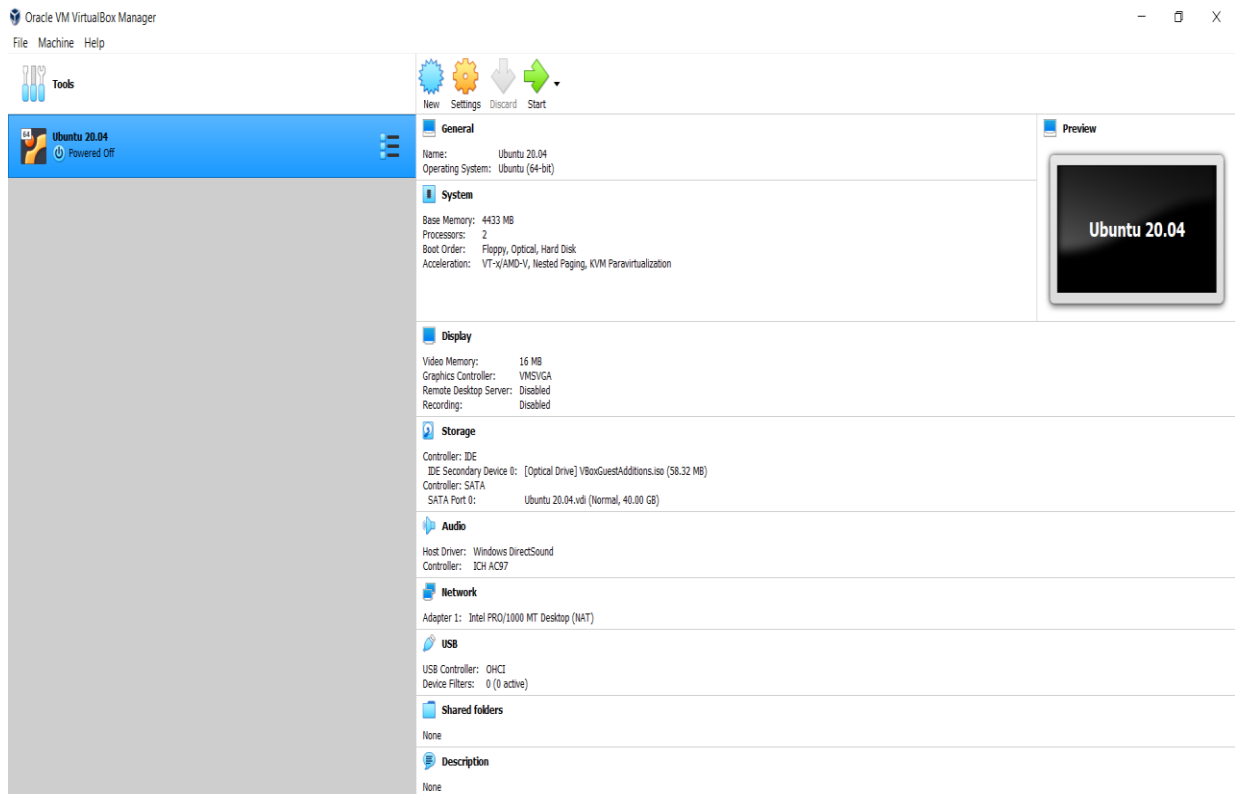 Oracle VM VirtualBox Manager
File Machine Help
Tools
New Settings Discard Start
64
Ubuntu 20.04
Powered Off
General
Name: Ubuntu 20.04
Operating System: Ubuntu (64-bit)
Preview
Ubuntu 20.04
System
Base Memory: 4433 MB
Processors: 2
Boot Order: Floppy, Optical, Hard Disk
Acceleration: VT-x/AMD-V, Nested Paging, KVM Paravirtualization
Display
Video Memory: 16 MB
Graphics Controller: VMSVGA
Remote Desktop Server: Disabled
Recording: Disabled
Storage
Controller: IDE
IDE Secondary Device 0: [Optical Drive] VBoxGuestAdditions.iso (58.32 MB)
Controller: SATA
SATA Port 0: Ubuntu 20.04.vdi (Normal, 40.00 GB)
Audio
Host Driver: Windows DirectSound
Controller: ICH AC97
Network
Adapter 1: Intel PRO/1000 MT Desktop (NAT)
USB
USB Controller: OHCI
Device Filters: 0 (0 active)
Shared folders
None
Description
None